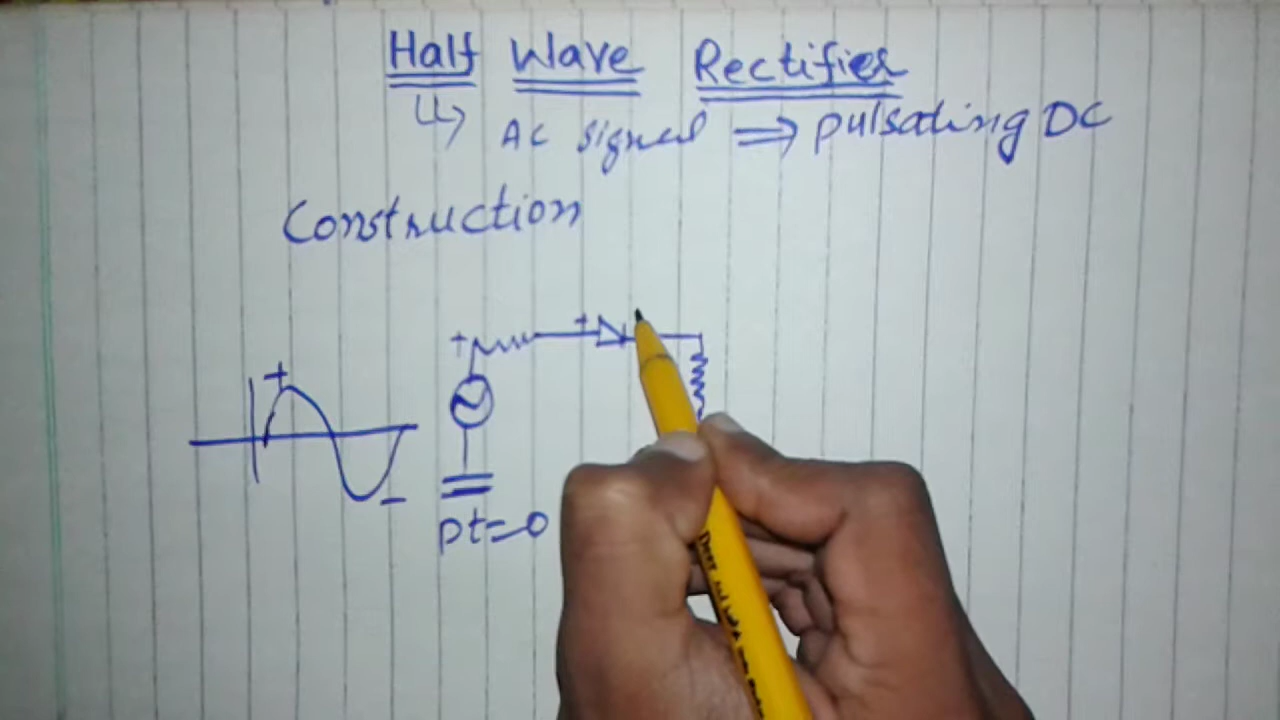 Half Wave Rectifier
↳ AC signal ⇒ pulsating DC
Construction
+ +
+
-
pt=0